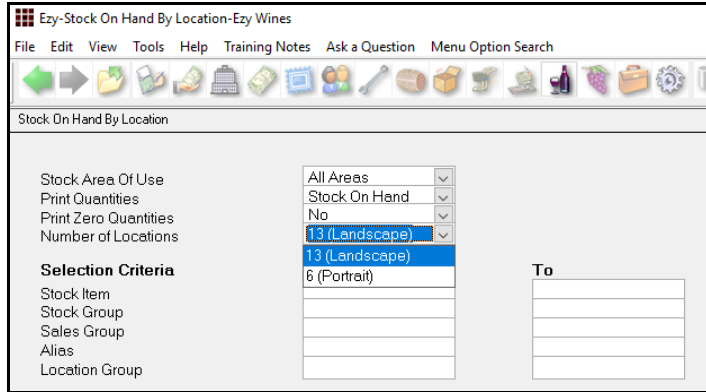 Ezy-Stock On Hand By Location-Ezy Wines
File Edit View Tools Help Training Notes Ask a Question Menu Option Search
Stock On Hand By Location
Stock Area Of Use All Areas
Print Quantities Stock On Hand
Print Zero Quantities No
Number of Locations 13 (Landscape)
13 (Landscape)
6 (Portrait)
Selection Criteria To
Stock Item
Stock Group
Sales Group
Alias
Location Group